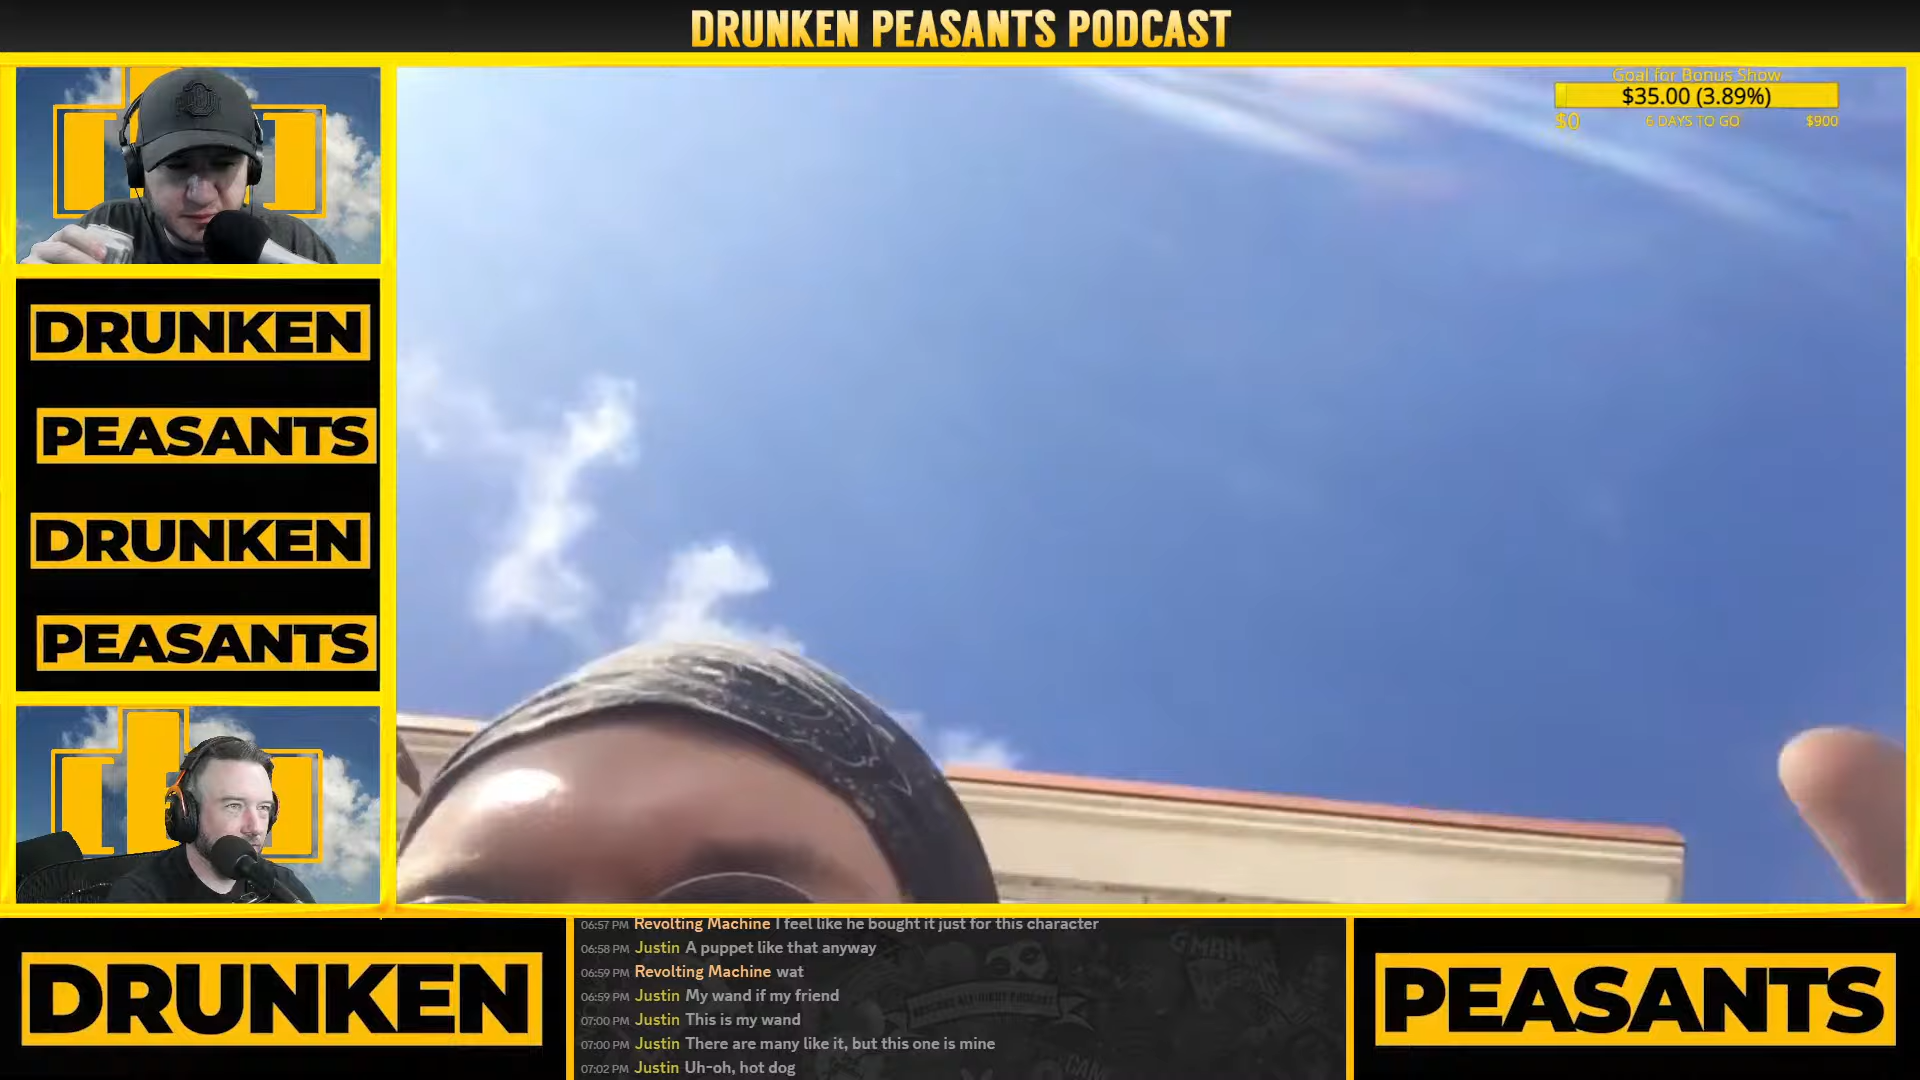 DRUNKEN PEASANTS PODCAST
Goal for Bonus Show
$35.00 (3.89%)
$0 6 DAYS TO GO $900
DRUNKEN
PEASANTS
DRUNKEN
PEASANTS
06:57 PM Revolting Machine I feel like he bought it just for this character
06:58 PM Justin A puppet like that anyway
06:59 PM Revolting Machine wat
06:59 PM Justin My wand if my friend
07:00 PM Justin This is my wand
07:00 PM Justin There are many like it, but this one is mine
07:02 PM Justin Uh-oh, hot dog
DRUNKEN
PEASANTS